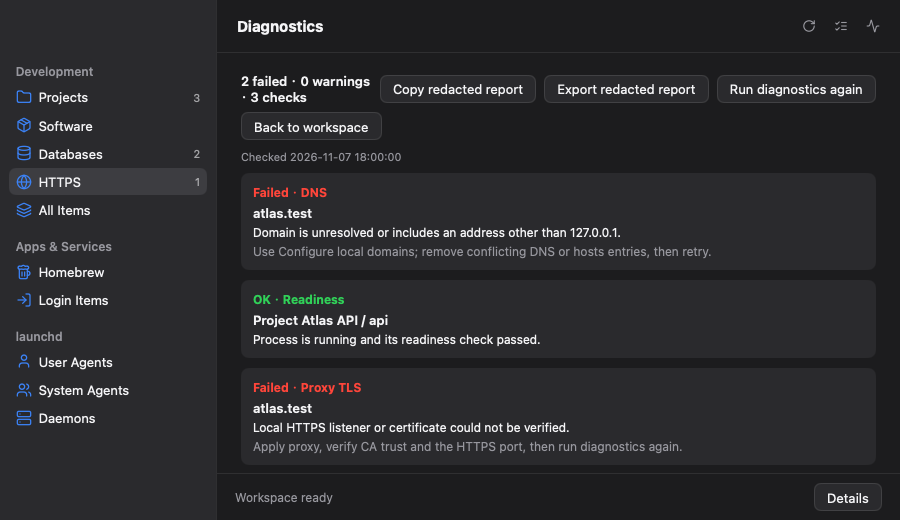 Diagnostics
Development
Projects 3
Software
Databases 2
HTTPS 1
All Items
Apps & Services
Homebrew
Login Items
launchd
User Agents
System Agents
Daemons
2 failed · 0 warnings
· 3 checks
Copy redacted report
Export redacted report
Run diagnostics again
Back to workspace
Checked 2026-11-07 18:00:00
Failed · DNS
atlas.test
Domain is unresolved or includes an address other than 127.0.0.1.
Use Configure local domains; remove conflicting DNS or hosts entries, then retry.
OK · Readiness
Project Atlas API / api
Process is running and its readiness check passed.
Failed · Proxy TLS
atlas.test
Local HTTPS listener or certificate could not be verified.
Apply proxy, verify CA trust and the HTTPS port, then run diagnostics again.
Workspace ready
Details